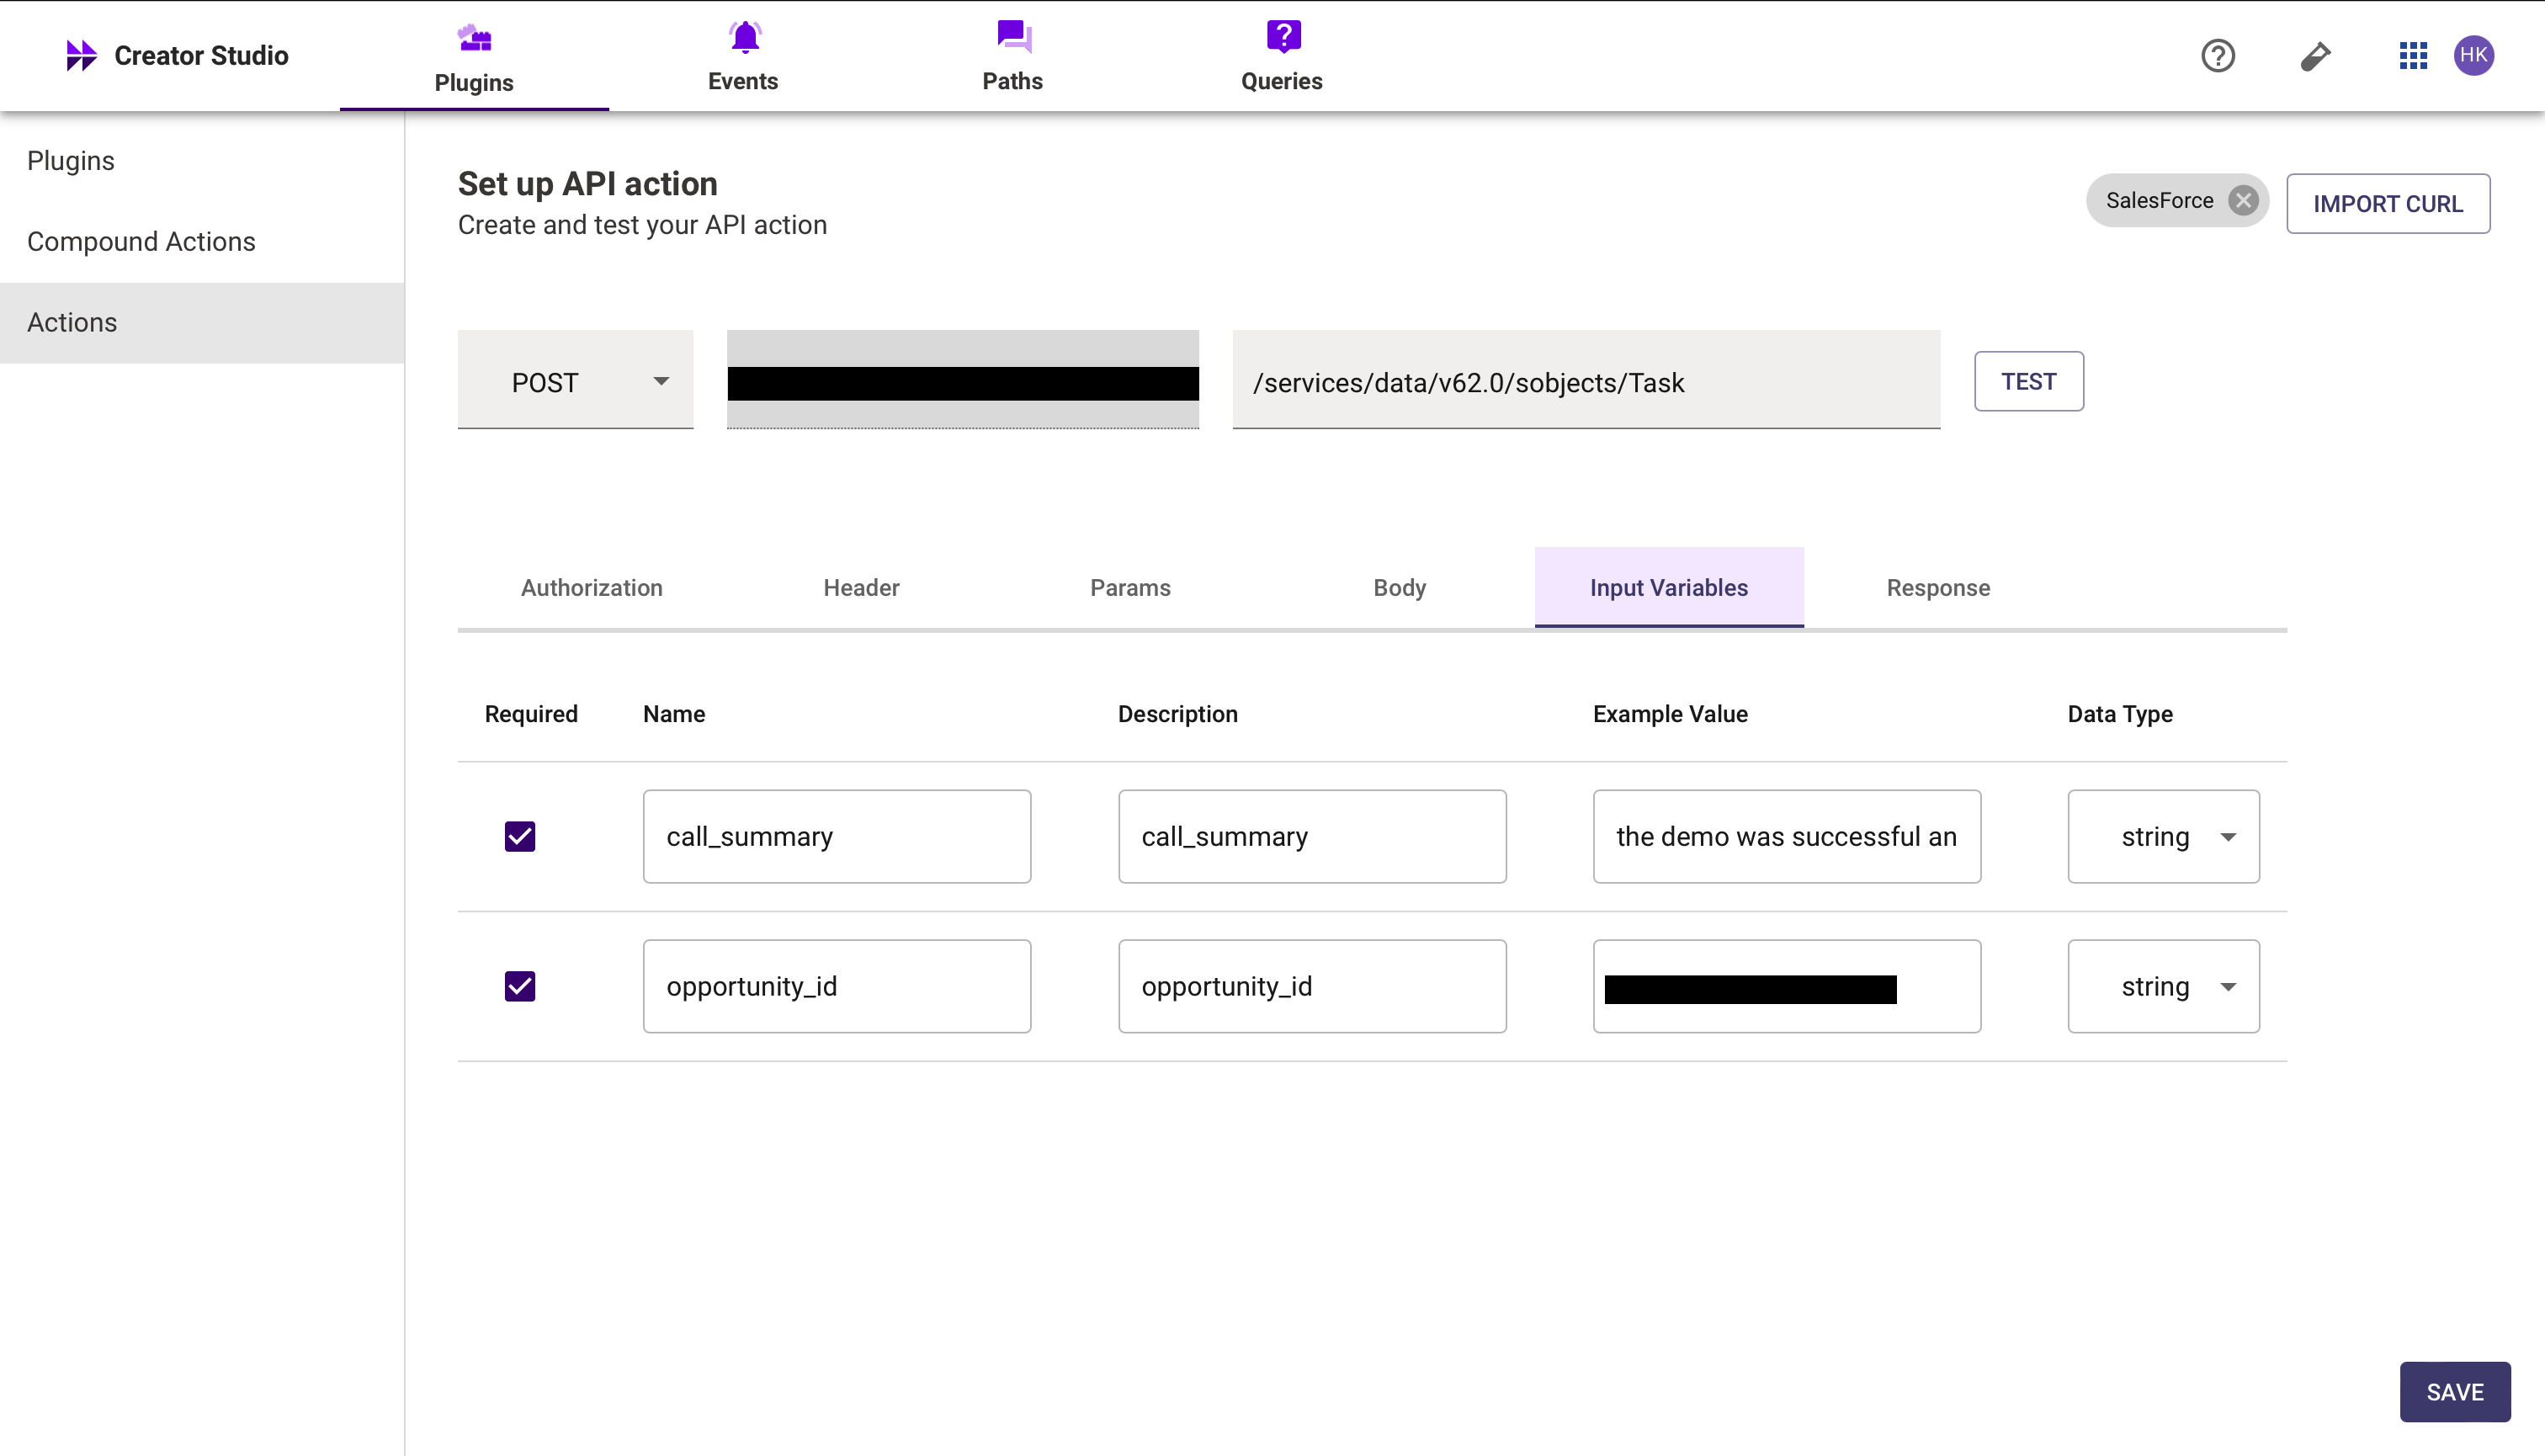 Creator Studio
Plugins
Events
Paths
Queries
HK
Plugins
Compound Actions
Actions
Set up API action
Create and test your API action
SalesForce
IMPORT CURL
POST
/services/data/v62.0/sobjects/Task
TEST
Authorization
Header
Params
Body
Input Variables
Response
Required
Name
Description
Example Value
Data Type
call_summary
call_summary
the demo was successful an
string
opportunity_id
opportunity_id
string
SAVE